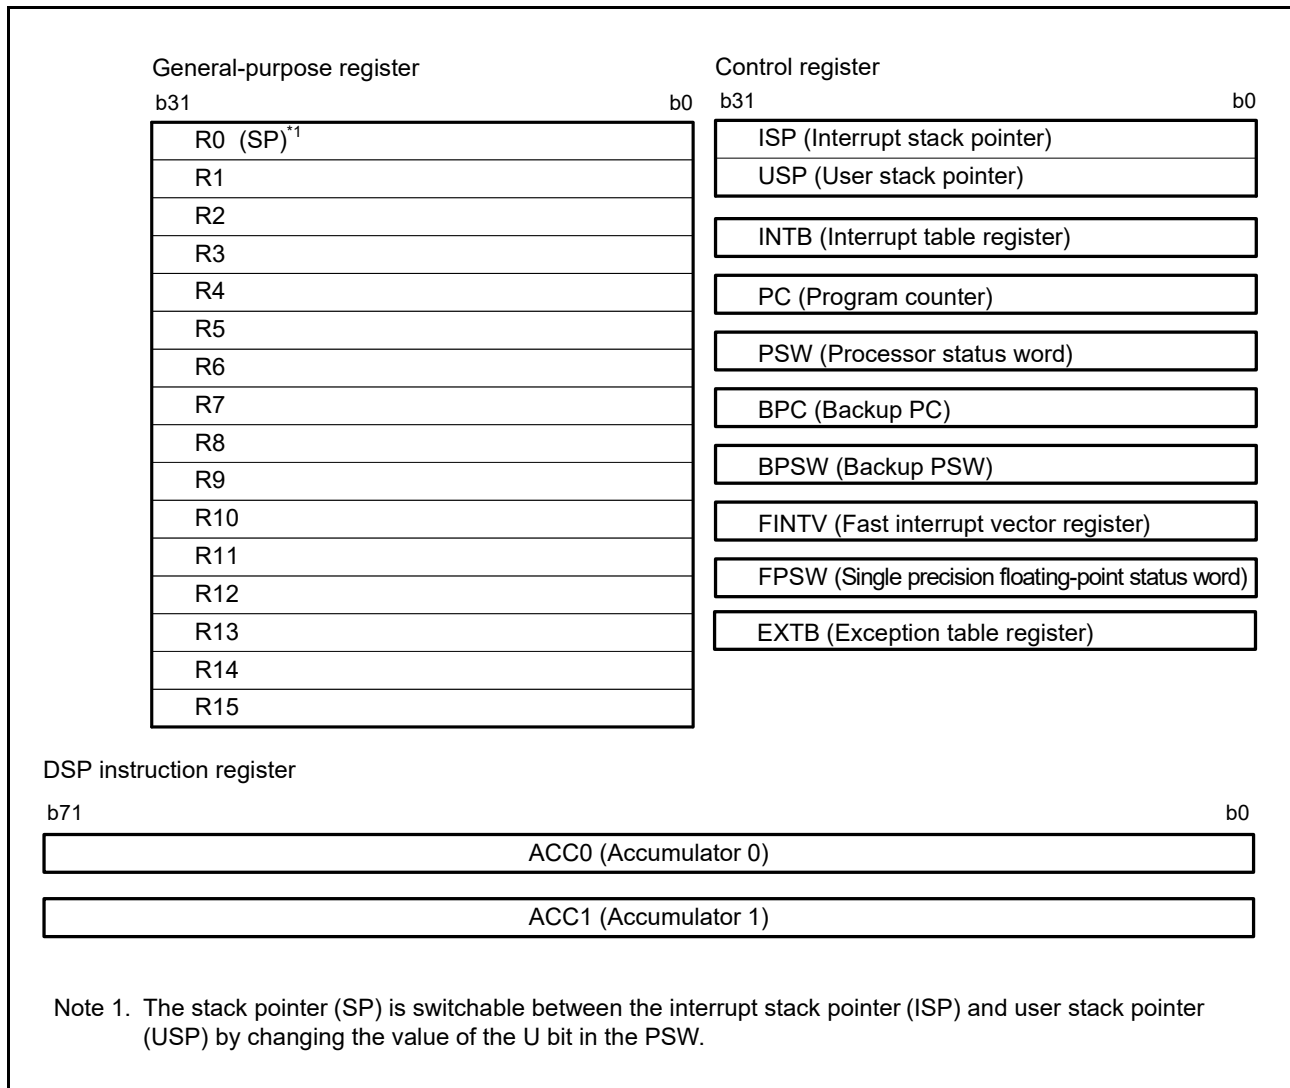 General-purpose register
b31 b0
R0 (SP)*1
R1
R2
R3
R4
R5
R6
R7
R8
R9
R10
R11
R12
R13
R14
R15
Control register
b31 b0
ISP (Interrupt stack pointer)
USP (User stack pointer)
INTB (Interrupt table register)
PC (Program counter)
PSW (Processor status word)
BPC (Backup PC)
BPSW (Backup PSW)
FINTV (Fast interrupt vector register)
FPSW (Single precision floating-point status word)
EXTB (Exception table register)
DSP instruction register
b71 b0
ACC0 (Accumulator 0)
ACC1 (Accumulator 1)
Note 1. The stack pointer (SP) is switchable between the interrupt stack pointer (ISP) and user stack pointer
(USP) by changing the value of the U bit in the PSW.